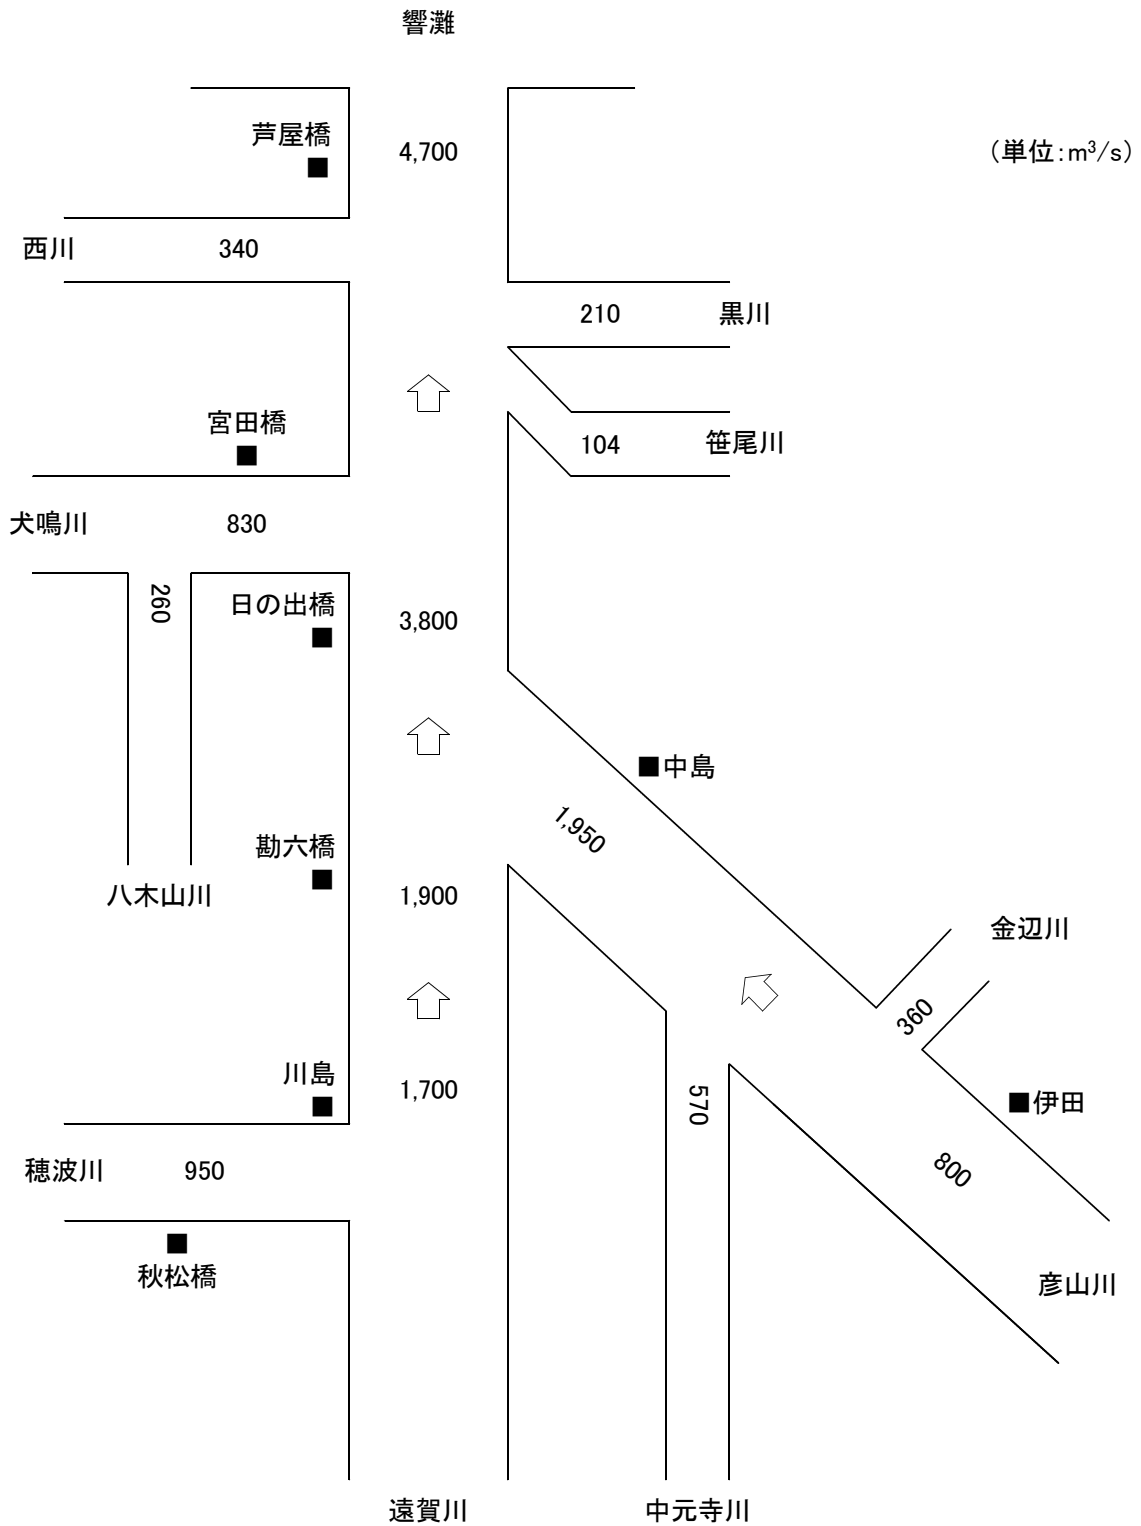 響灘
芦屋橋
4,700
(単位:m³/s)
西川
340
210
黒川
宮田橋
104
笹尾川
犬鳴川
830
260
日の出橋
3,800
中島
1,950
勘六橋
八木山川
1,900
金辺川
360
川島
1,700
570
伊田
穂波川
950
800
秋松橋
彦山川
遠賀川
中元寺川